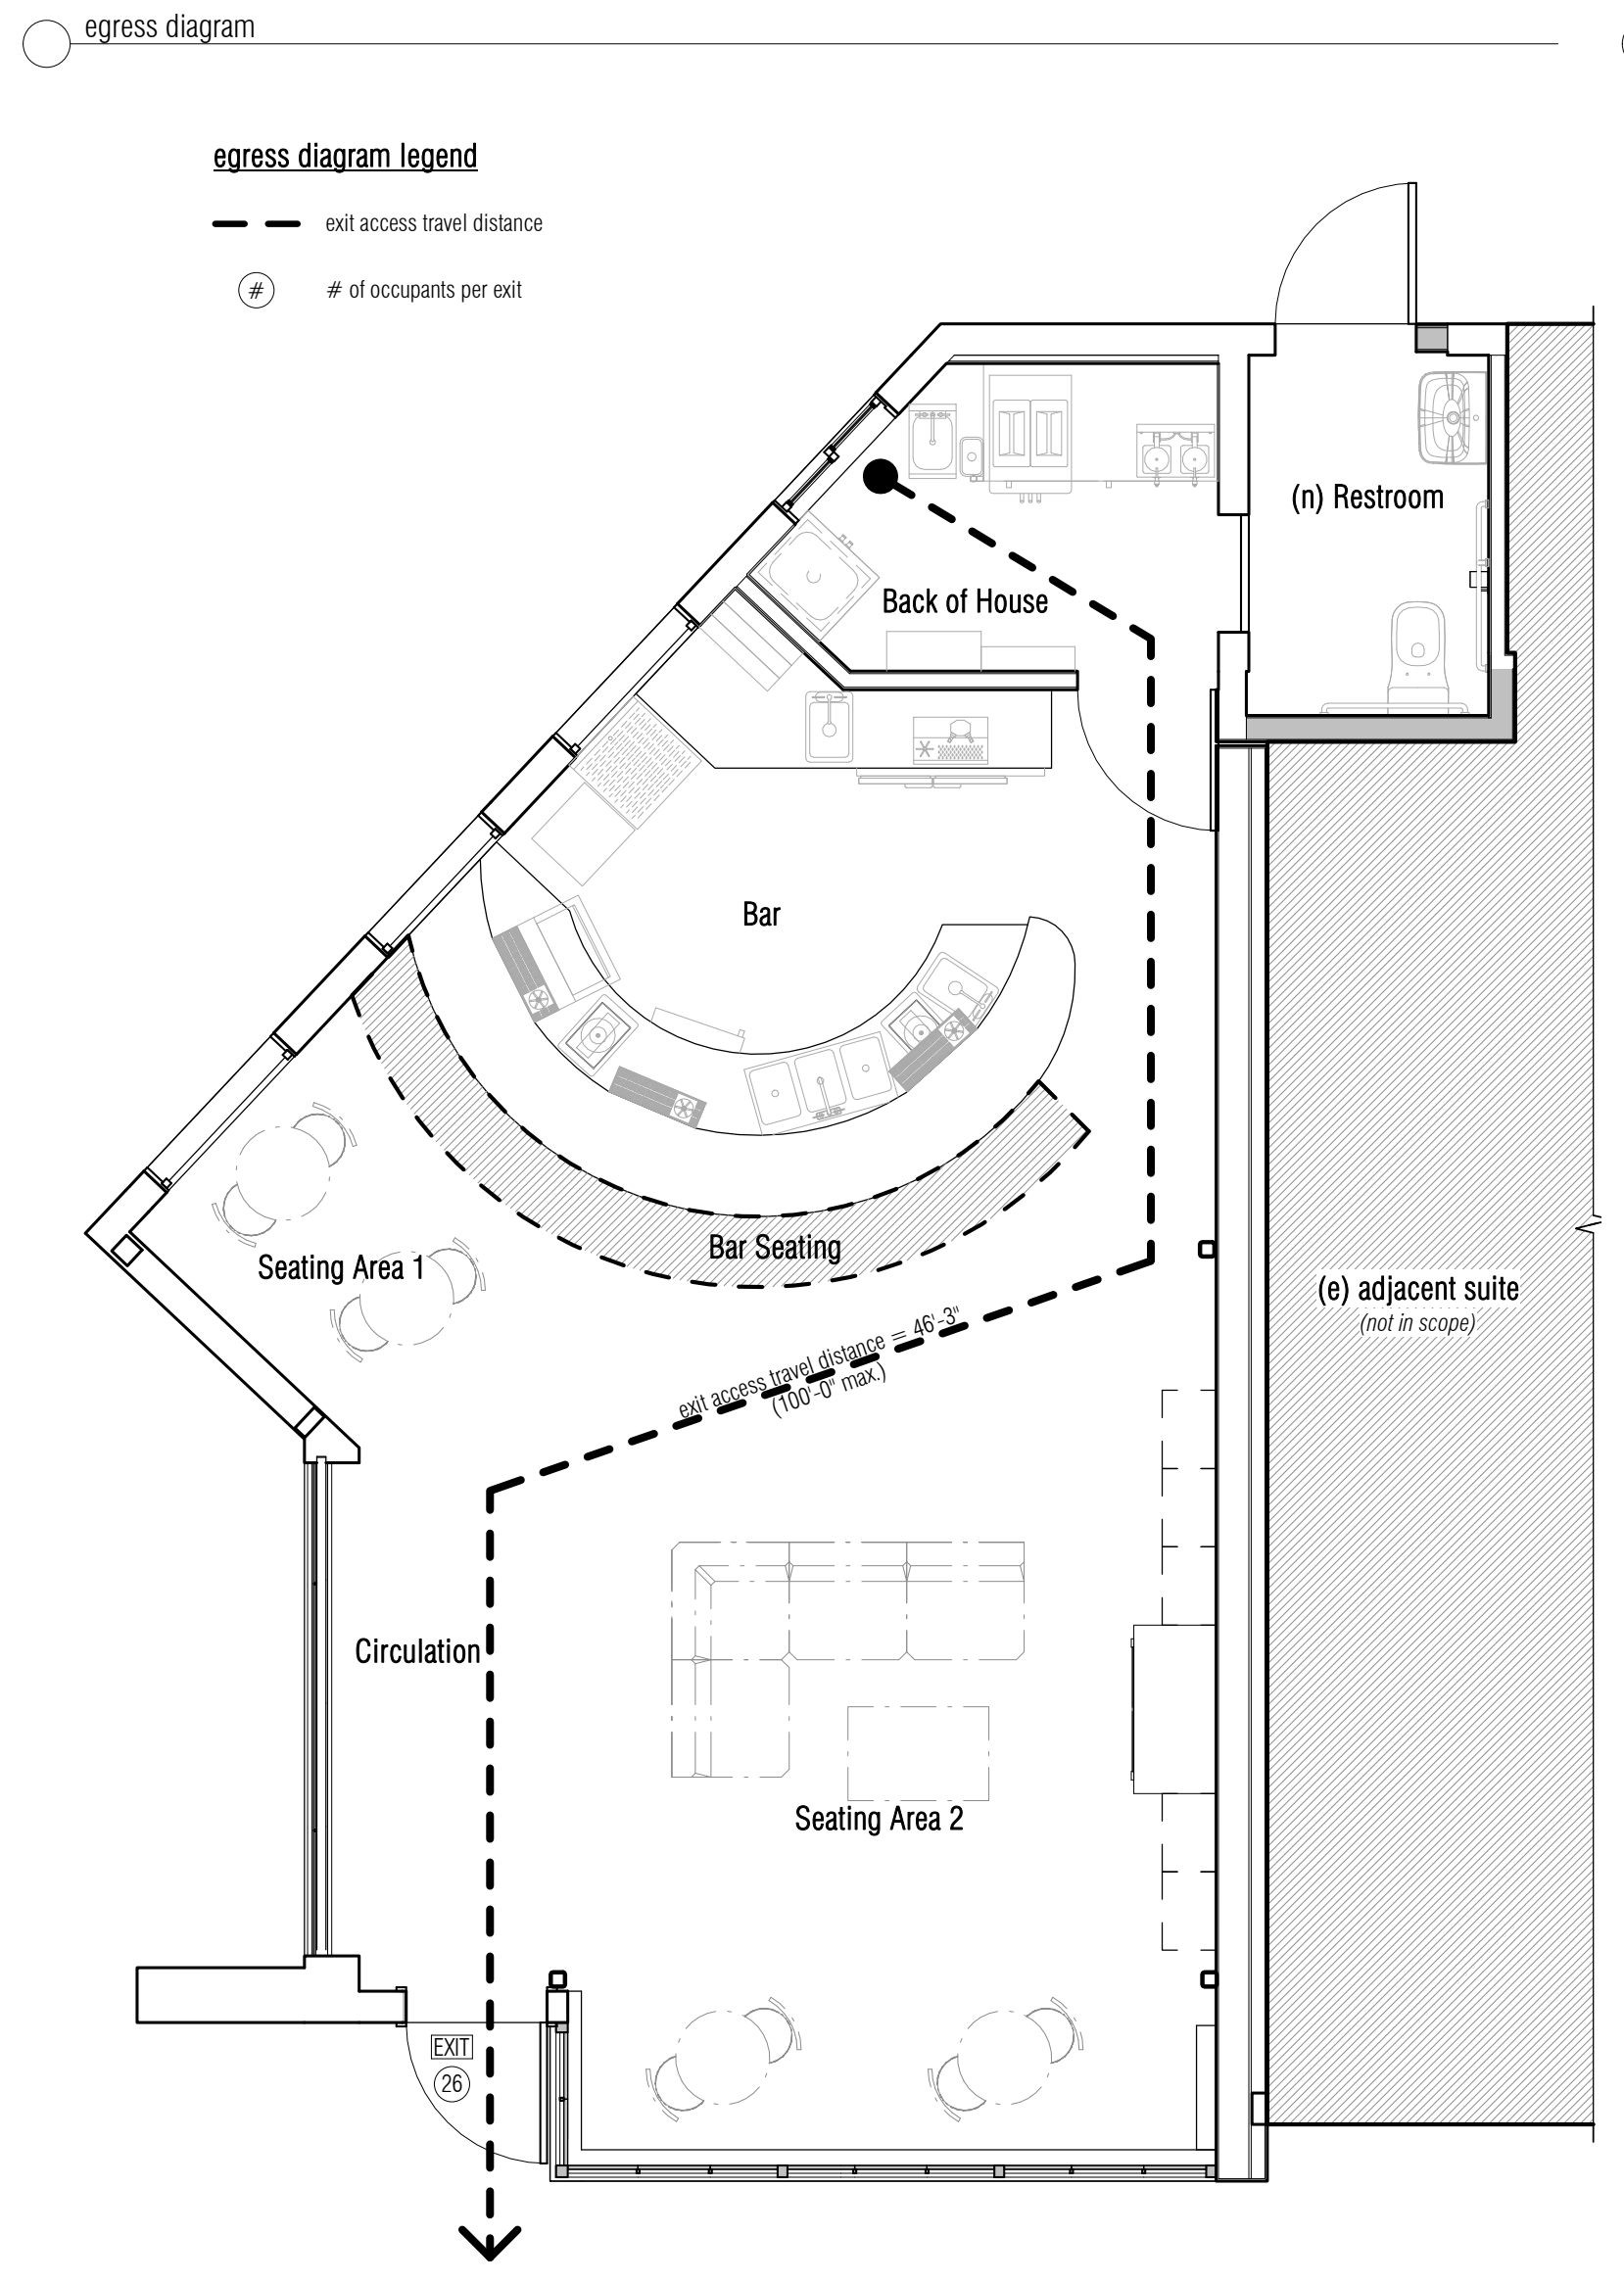 egress diagram
egress diagram legend
exit access travel distance
#
# of occupants per exit
(n) Restroom
Back of House
Bar
Bar Seating
Seating Area 1
(e) adjacent suite
(not in scope)
exit access travel distance = 46'-3"
(100'-0" max.)
Circulation
Seating Area 2
EXIT
26